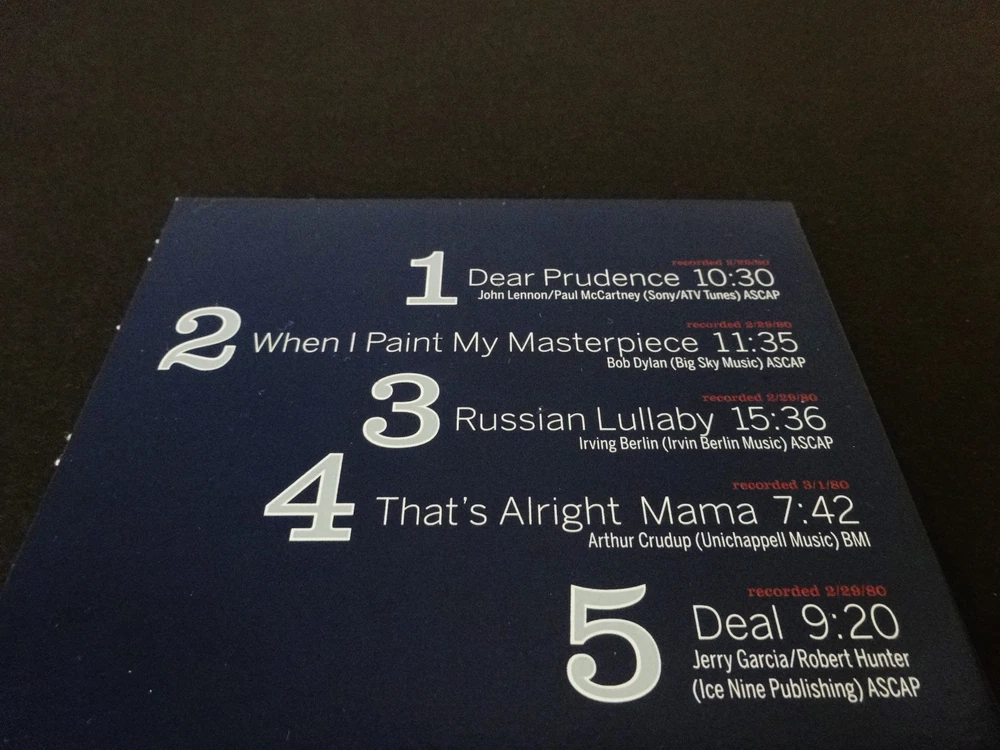 recorded 2/29/80
1 Dear Prudence 10:30
John Lennon/Paul McCartney (Sony/ATV Tunes) ASCAP
recorded 2/29/80
2 When I Paint My Masterpiece 11:35
Bob Dylan (Big Sky Music) ASCAP
recorded 2/29/80
3 Russian Lullaby 15:36
Irving Berlin (Irvin Berlin Music) ASCAP
recorded 3/1/80
4 That's Alright Mama 7:42
Arthur Crudup (Unichappell Music) BMI
recorded 2/29/80
5 Deal 9:20
Jerry Garcia/Robert Hunter
(Ice Nine Publishing) ASCAP